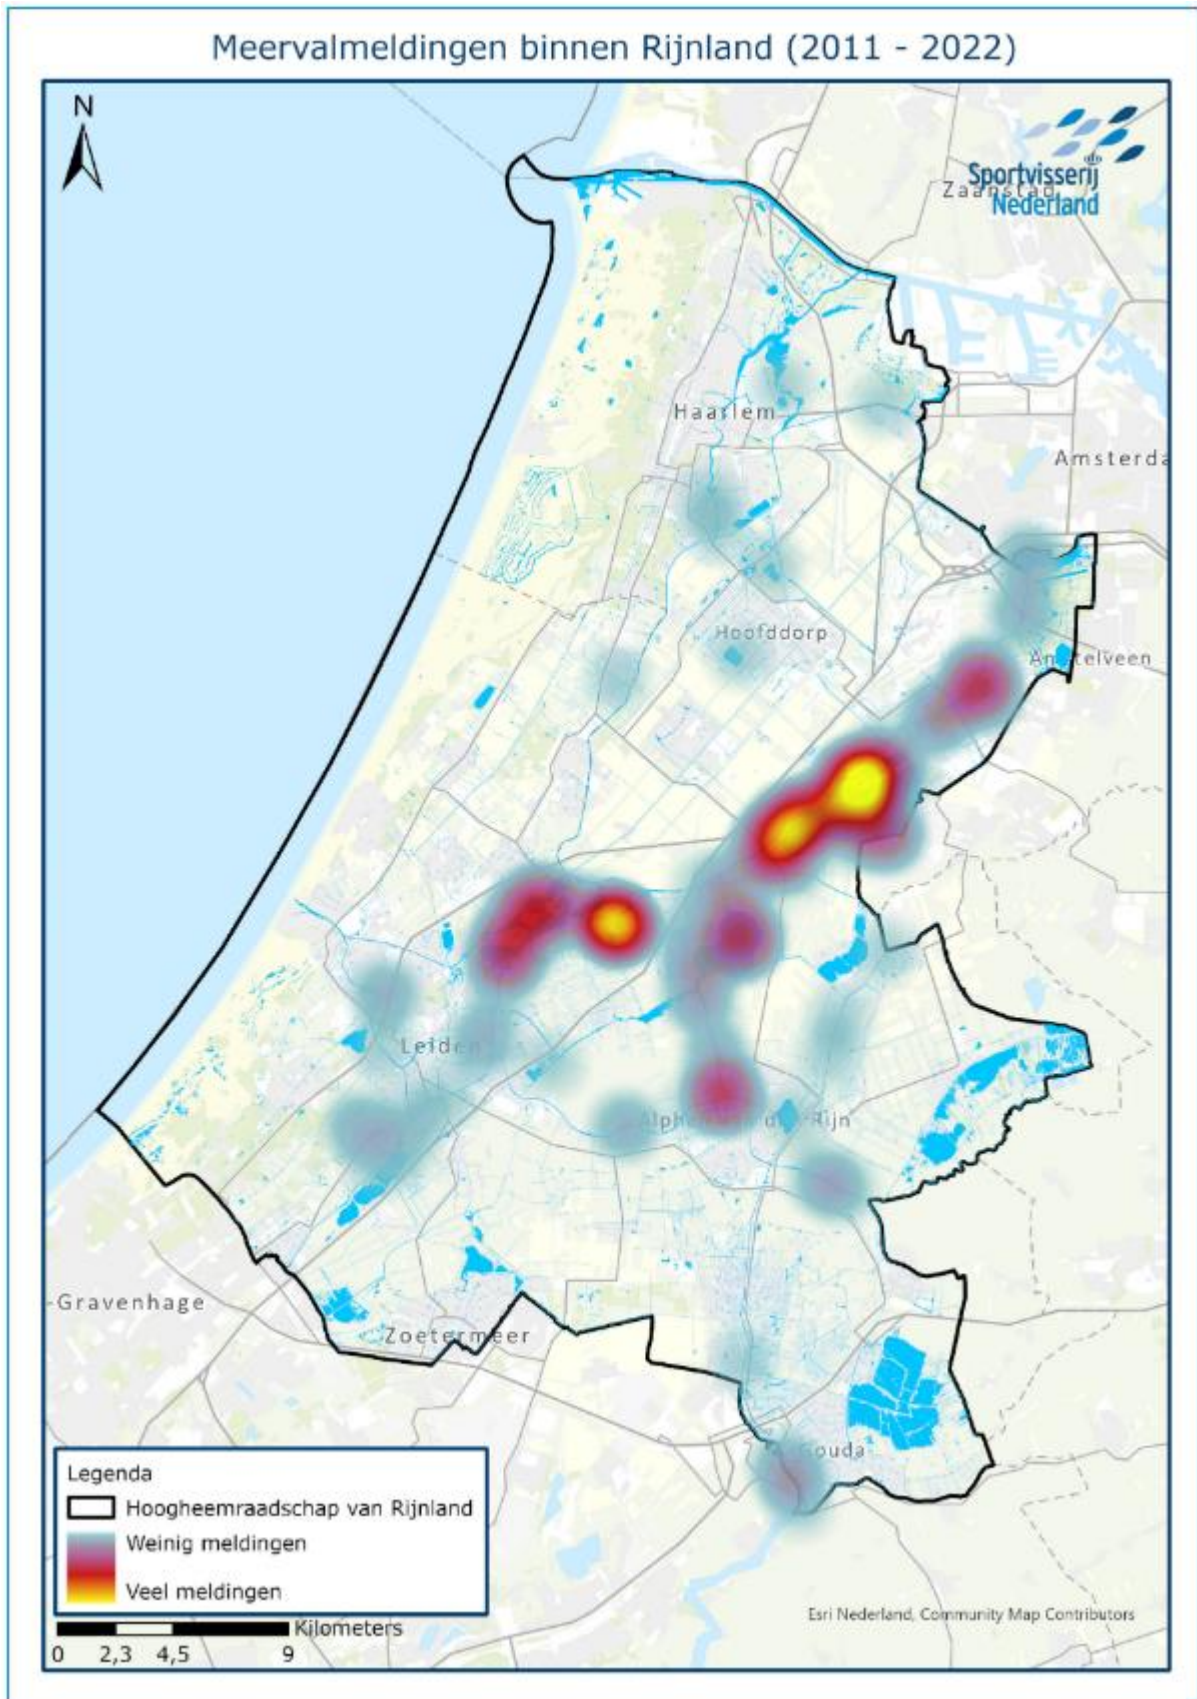 Meervalmeldingen binnen Rijnland (2011 - 2022)
N
Sportvisserij
Nederland
Zaanstad
Haarlem
Amsterda
Hoofddorp
Amstelveen
Leiden
Rijn
-Gravenhage
Zoetermeer
Gouda
Legenda
Hoogheemraadschap van Rijnland
Weinig meldingen
Veel meldingen
Esri Nederland, Community Map Contributors
Kilometers
0 2,3 4,5 9